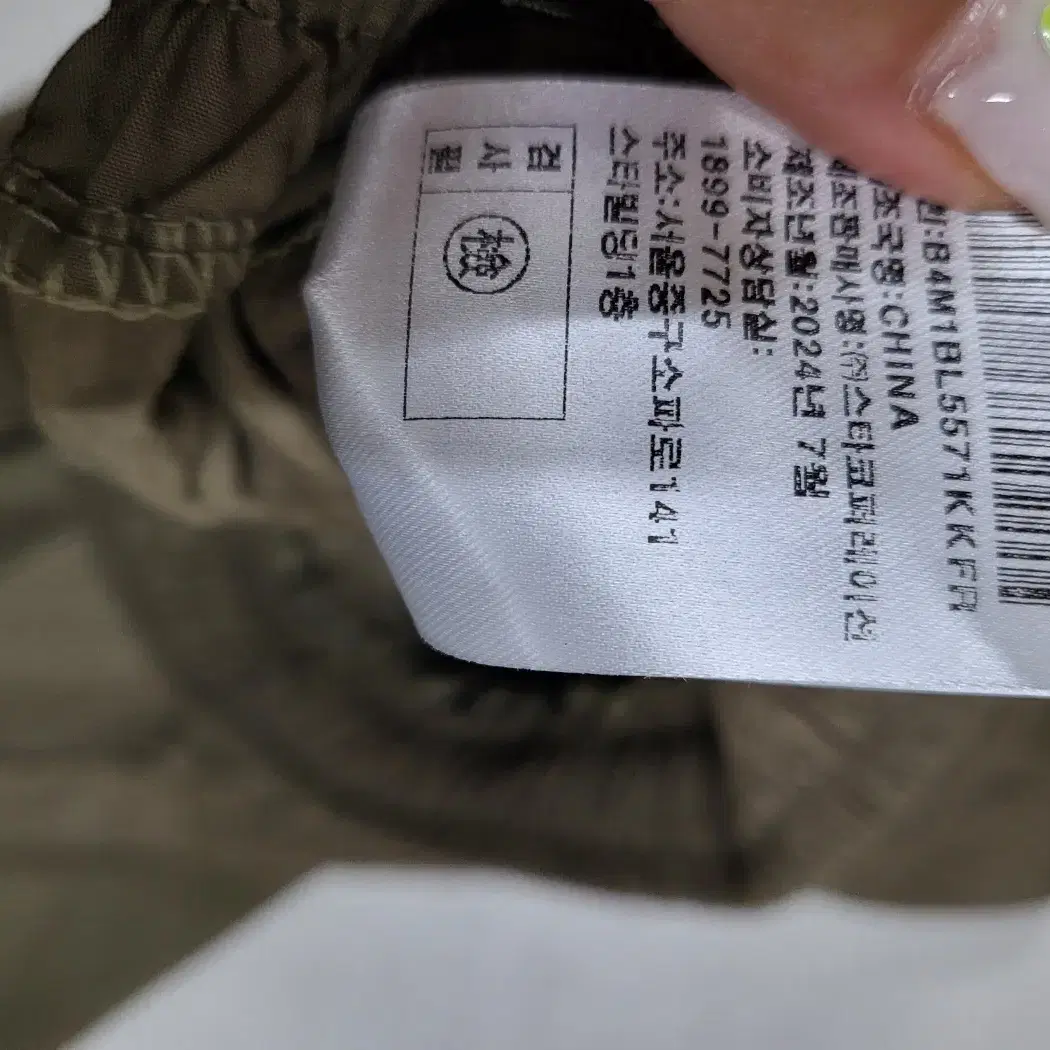 번:B4M1BL5571KKFR
조국명:CHINA
제조판매사명:㈜스타코퍼레이션
제조년월:2024년 7월
소비자상담실:
1899-7725
주소:서울중구소파로141
스타빌딩1층
검
사
필
檢